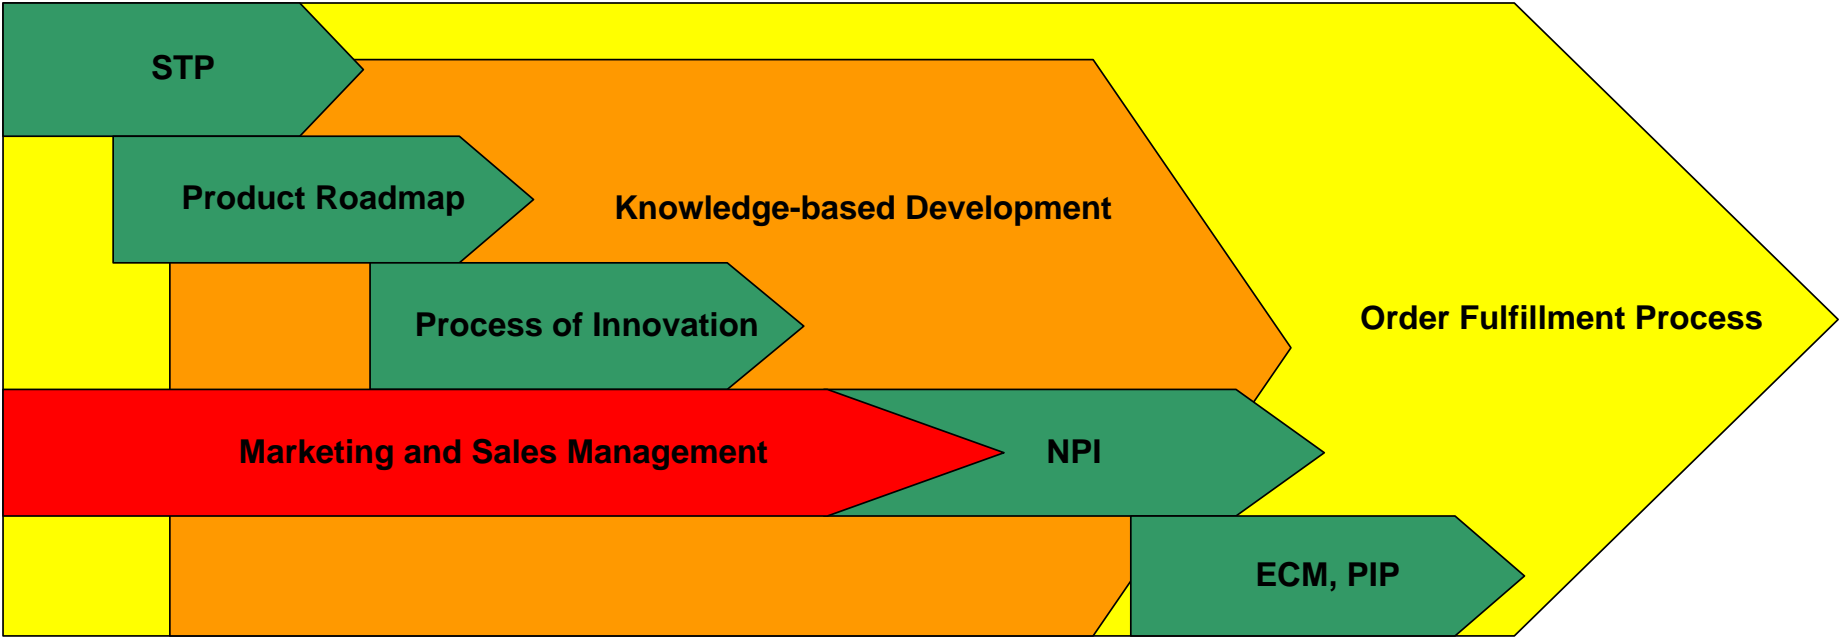 STP
Product Roadmap
Knowledge-based Development
Process of Innovation
Order Fulfillment Process
Marketing and Sales Management
NPI
ECM, PIP